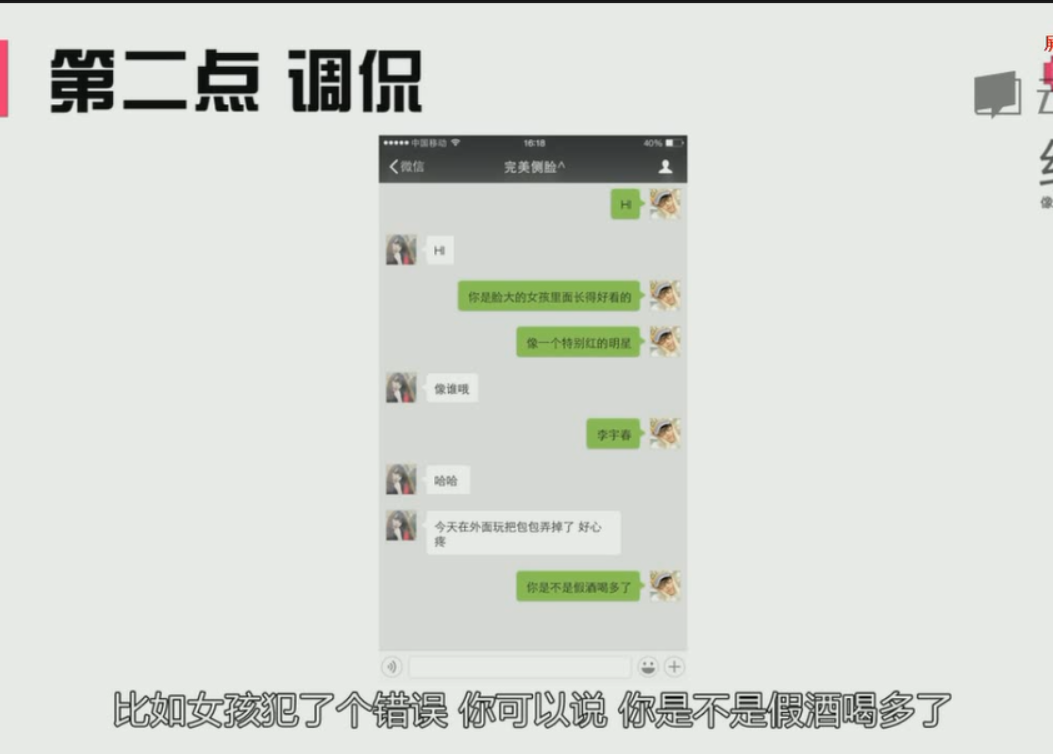 第二点 调侃
中国移动 16:18 40%
微信 完美侧脸^
HI
HI
你是脸大的女孩里面长得好看的
像一个特别红的明星
像谁哦
李宇春
哈哈
今天在外面玩把包包弄掉了 好心
疼
你是不是假酒喝多了
比如女孩犯了个错误 你可以说 你是不是假酒喝多了